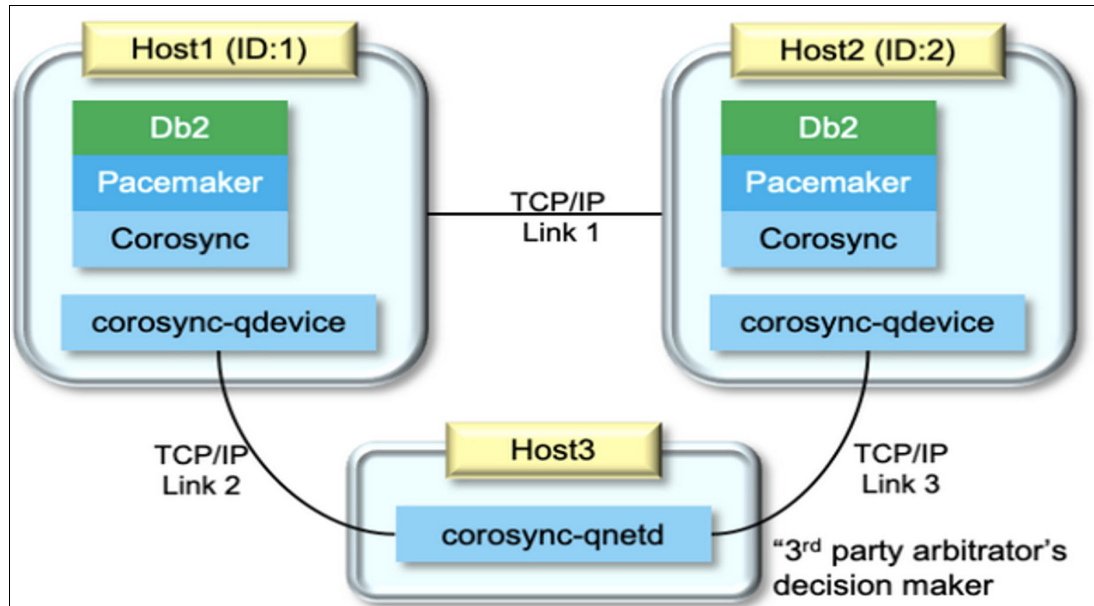 Host1 (ID:1)
Host2 (ID:2)
Db2
Pacemaker
Corosync
corosync-qdevice
TCP/IP
Link 1
Db2
Pacemaker
Corosync
corosync-qdevice
TCP/IP
Link 2
Host3
corosync-qnetd
TCP/IP
Link 3
“3rd party arbitrator’s
decision maker